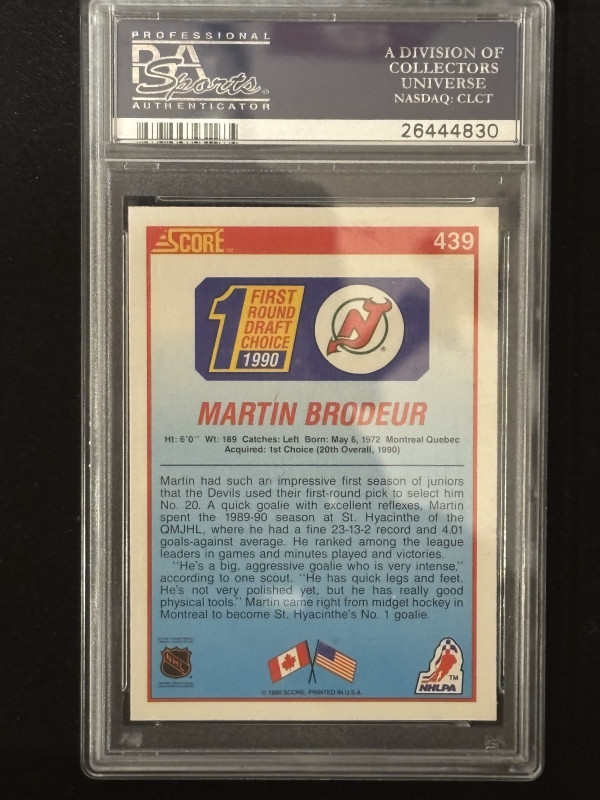 PROFESSIONAL
PSA
Sports
AUTHENTICATOR
A DIVISION OF
COLLECTORS
UNIVERSE
NASDAQ: CLCT
26444830
SCORE
439
1 FIRST
ROUND
DRAFT
CHOICE
1990
NJ
MARTIN BRODEUR
Ht: 6'0" Wt: 189 Catches: Left Born: May 6, 1972 Montreal Quebec
Acquired: 1st Choice (20th Overall, 1990)
Martin had such an impressive first season of juniors
that the Devils used their first-round pick to select him
No. 20. A quick goalie with excellent reflexes, Martin
spent the 1989-90 season at St. Hyacinthe of the
QMJHL, where he had a fine 23-13-2 record and 4.01
goals-against average. He ranked among the league
leaders in games and minutes played and victories.
"He's a big, aggressive goalie who is very intense,"
according to one scout. "He has quick legs and feet.
He's not very polished yet, but he has really good
physical tools." Martin came right from midget hockey in
Montreal to become St. Hyacinthe's No. 1 goalie.
NHL
TM
NHLPA
© 1990 SCORE, PRINTED IN U.S.A.